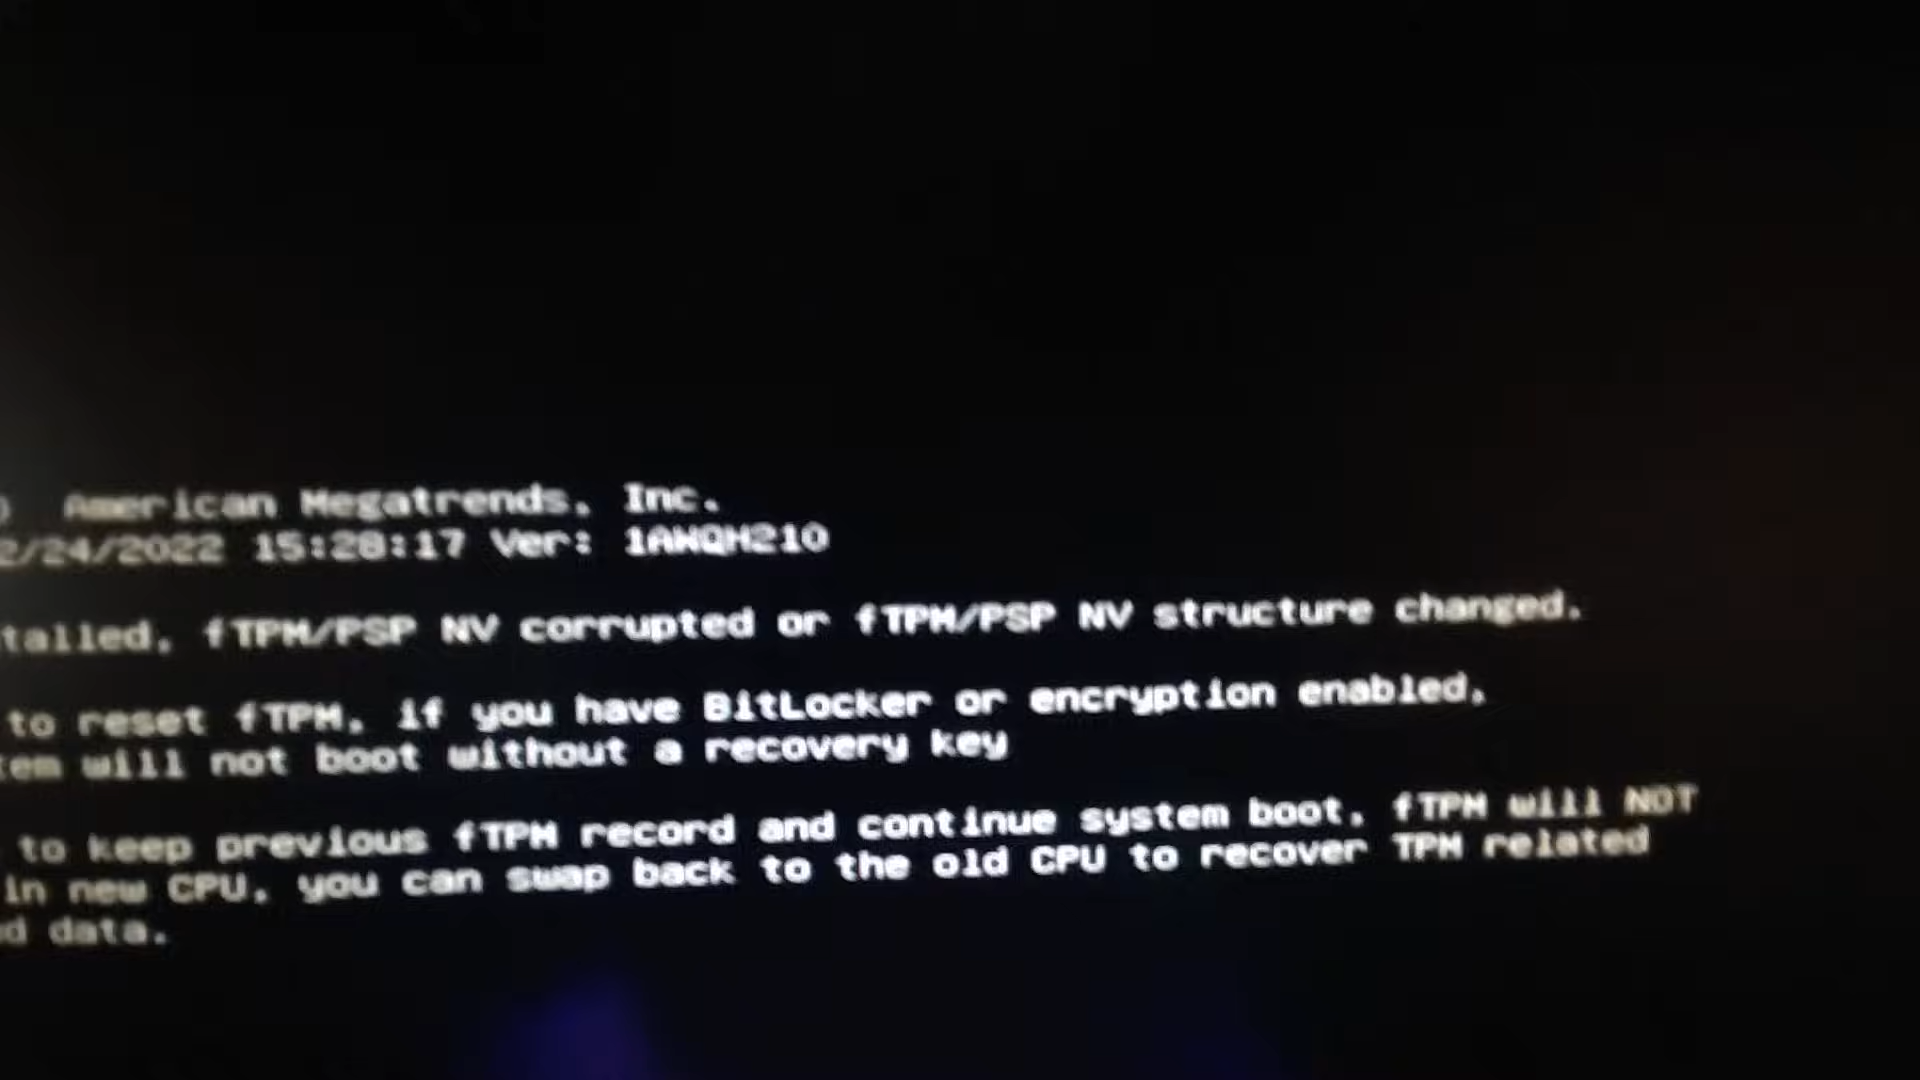 American Megatrends, Inc.
2/24/2022 15:28:17 Ver: 1AWQH210
talled, fTPM/PSP NV corrupted or fTPM/PSP NV structure changed.
to reset fTPM, if you have BitLocker or encryption enabled,
tem will not boot without a recovery key
to keep previous fTPM record and continue system boot, fTPM will NOT
in new CPU, you can swap back to the old CPU to recover TPM related
d data.